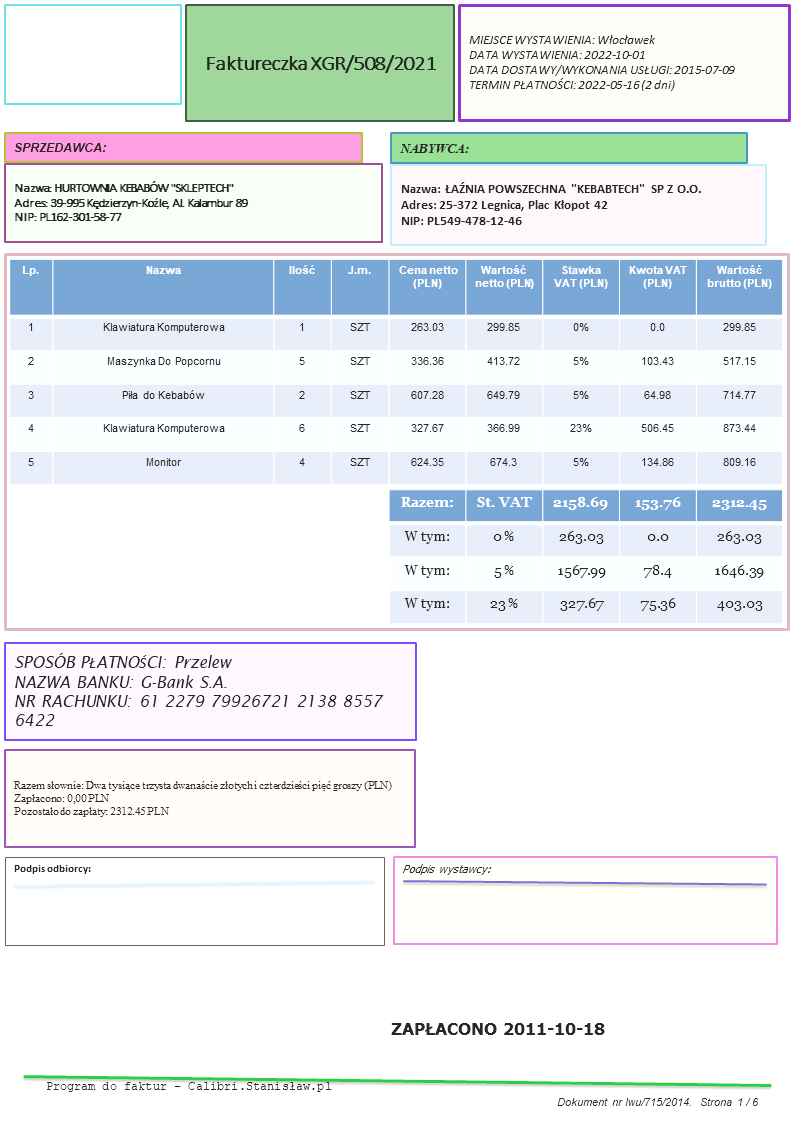 Faktureczka XGR/508/2021
MIEJSCE WYSTAWIENIA: Włocławek
DATA WYSTAWIENIA: 2022-10-01
DATA DOSTAWY/WYKONANIA USŁUGI: 2015-07-09
TERMIN PŁATNOŚCI: 2022-05-16 (2 dni)
SPRZEDAWCA:
Nazwa: HURTOWNIA KEBABÓW "SKLEPTECH"
Adres: 39-995 Kędzierzyn-Koźle, Al. Kalambur 89
NIP: PL162-301-58-77
NABYWCA:
Nazwa: ŁAŹNIA POWSZECHNA "KEBABTECH" SP Z O.O.
Adres: 25-372 Legnica, Plac Kłopot 42
NIP: PL549-478-12-46
Lp. Nazwa Ilość J.m. Cena netto (PLN) Wartość netto (PLN) Stawka VAT (PLN) Kwota VAT (PLN) Wartość brutto (PLN)
1 Klawiatura Komputerowa 1 SZT 263.03 299.85 0% 0.0 299.85
2 Maszynka Do Popcornu 5 SZT 336.36 413.72 5% 103.43 517.15
3 Piła do Kebabów 2 SZT 607.28 649.79 5% 64.98 714.77
4 Klawiatura Komputerowa 6 SZT 327.67 366.99 23% 506.45 873.44
5 Monitor 4 SZT 624.35 674.3 5% 134.86 809.16
Razem: St. VAT 2158.69 153.76 2312.45
W tym: 0 % 263.03 0.0 263.03
W tym: 5 % 1567.99 78.4 1646.39
W tym: 23 % 327.67 75.36 403.03
SPOSÓB PŁATNOŚCI: Przelew
NAZWA BANKU: G-Bank S.A.
NR RACHUNKU: 61 2279 79926721 2138 8557
6422
Razem słownie: Dwa tysiące trzysta dwanaście złotych i czterdzieści pięć groszy (PLN)
Zapłacono: 0,00 PLN
Pozostało do zapłaty: 2312.45 PLN
Podpis odbiorcy:
Podpis wystawcy:
ZAPŁACONO 2011-10-18
Program do faktur – Calibri.Stanisław.pl
Dokument nr lwu/715/2014. Strona 1 / 6